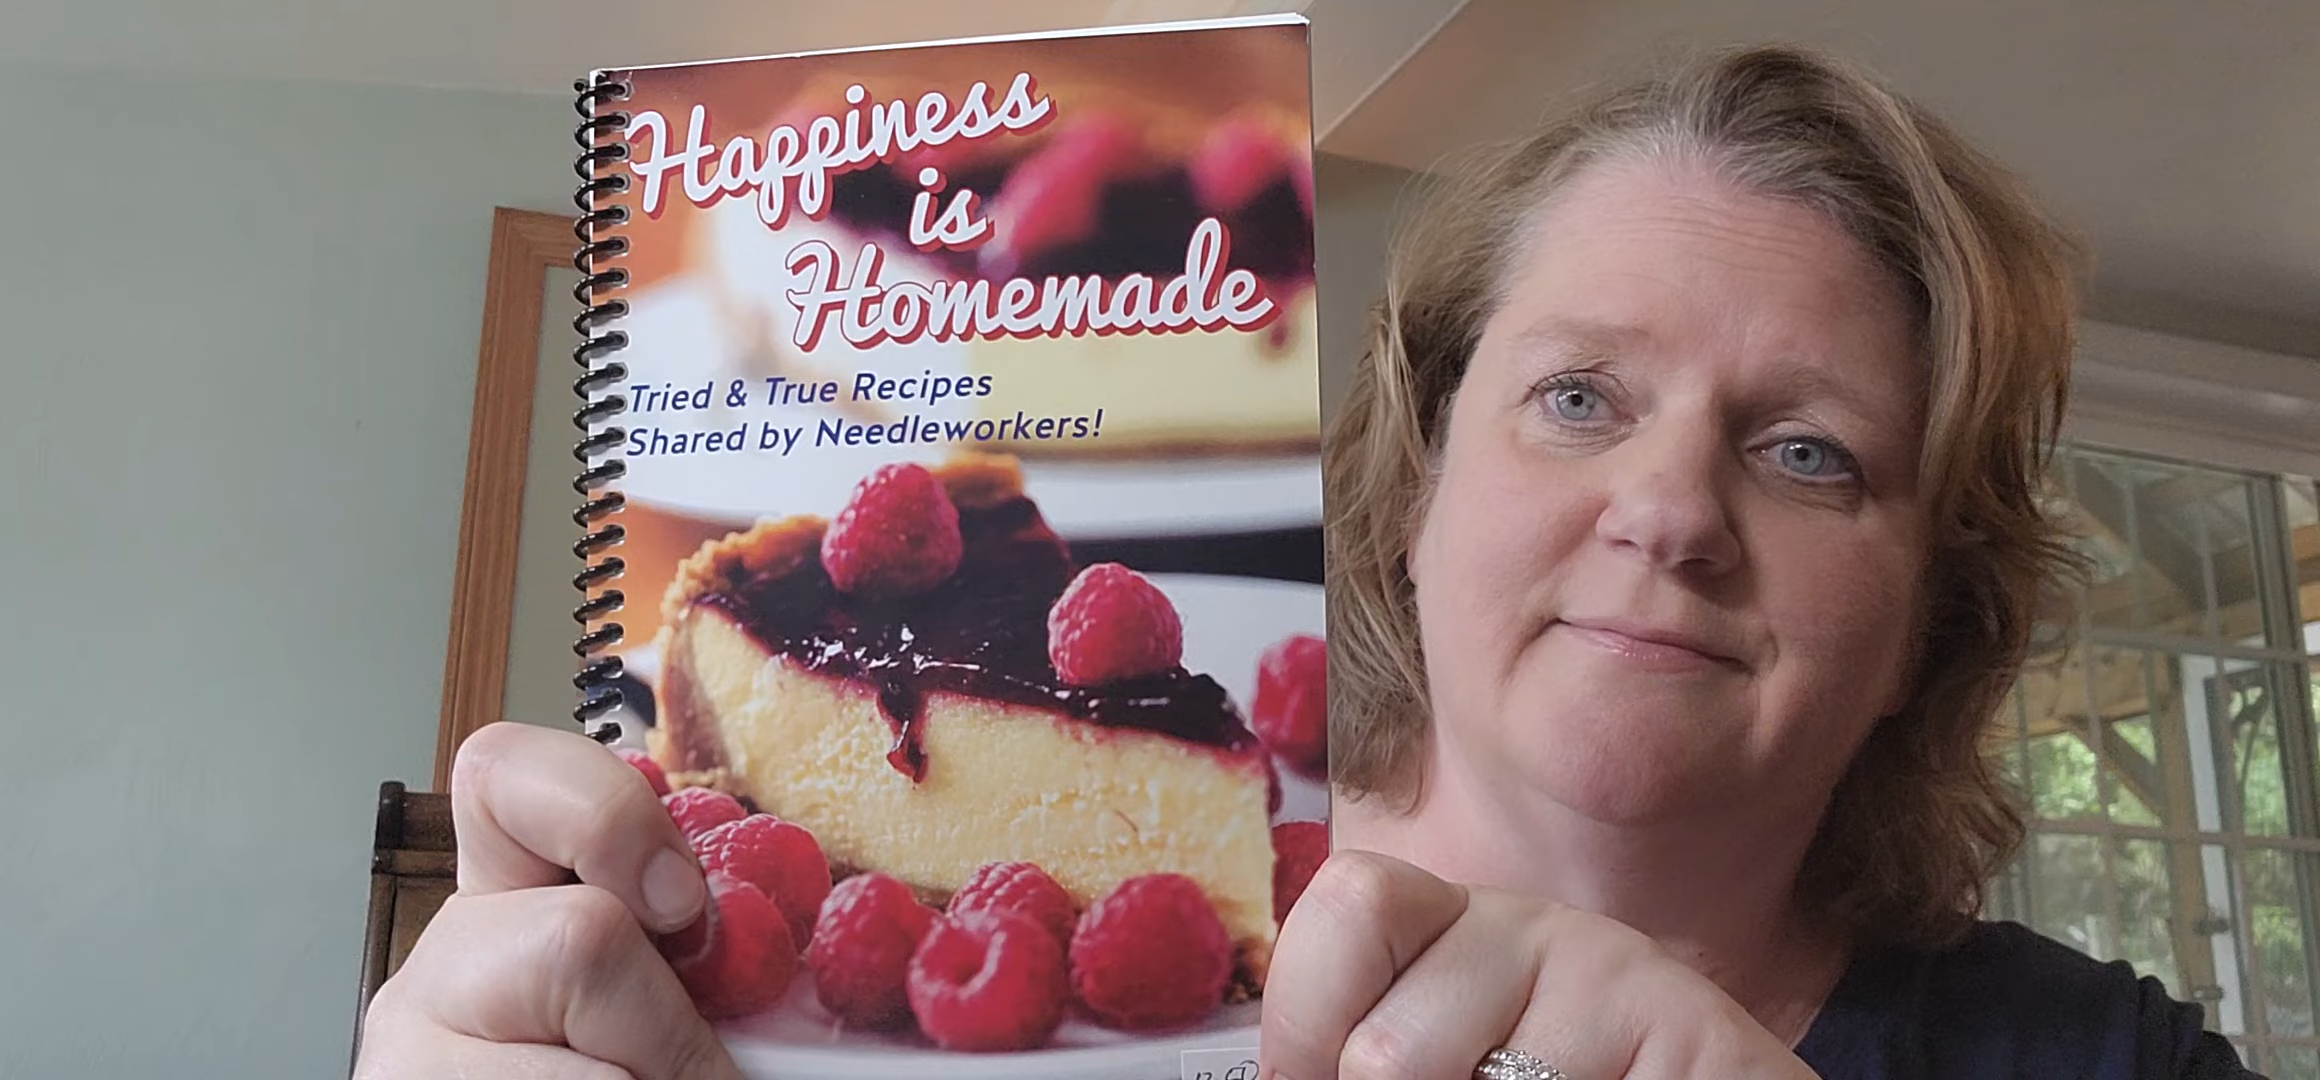 Happiness
is
Homemade
Tried & True Recipes
Shared by Needleworkers!